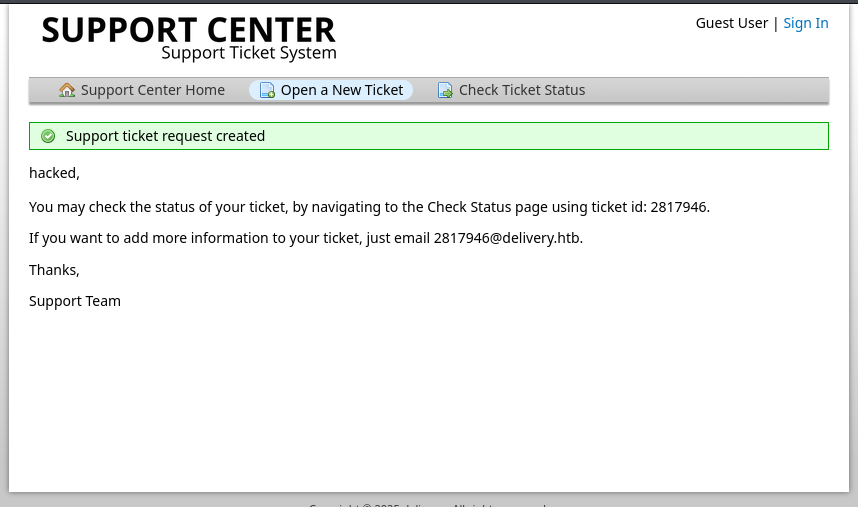 SUPPORT CENTER
Support Ticket System
Guest User | Sign In
Support Center Home Open a New Ticket Check Ticket Status
Support ticket request created
hacked,
You may check the status of your ticket, by navigating to the Check Status page using ticket id: 2817946.
If you want to add more information to your ticket, just email 2817946@delivery.htb.
Thanks,
Support Team